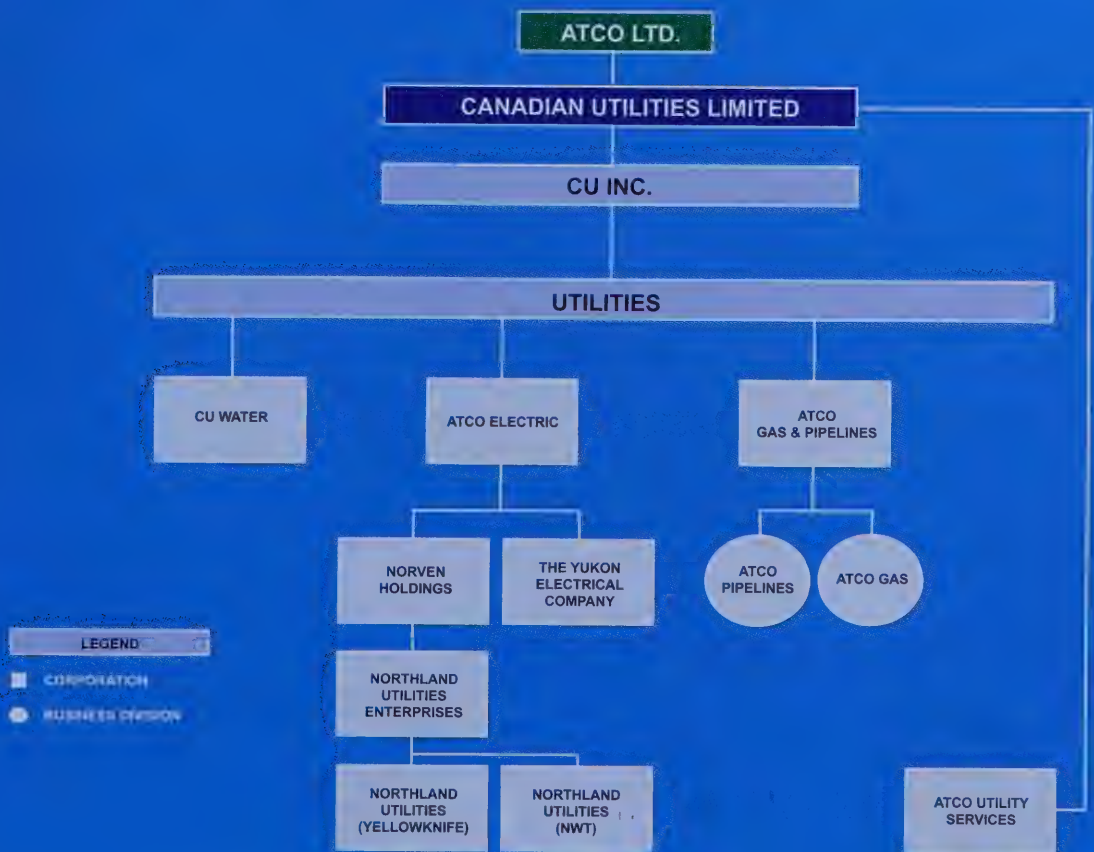 ATCO LTD.
CANADIAN UTILITIES LIMITED
CU INC.
UTILITIES
CU WATER
ATCO ELECTRIC
ATCO
GAS & PIPELINES
NORVEN
HOLDINGS
THE YUKON
ELECTRICAL
COMPANY
ATCO
PIPELINES
ATCO GAS
LEGEND
CORPORATION
BUSINESS DIVISION
NORTHLAND
UTILITIES
ENTERPRISES
NORTHLAND
UTILITIES
(YELLOWKNIFE)
NORTHLAND
UTILITIES
(NWT)
ATCO UTILITY
SERVICES